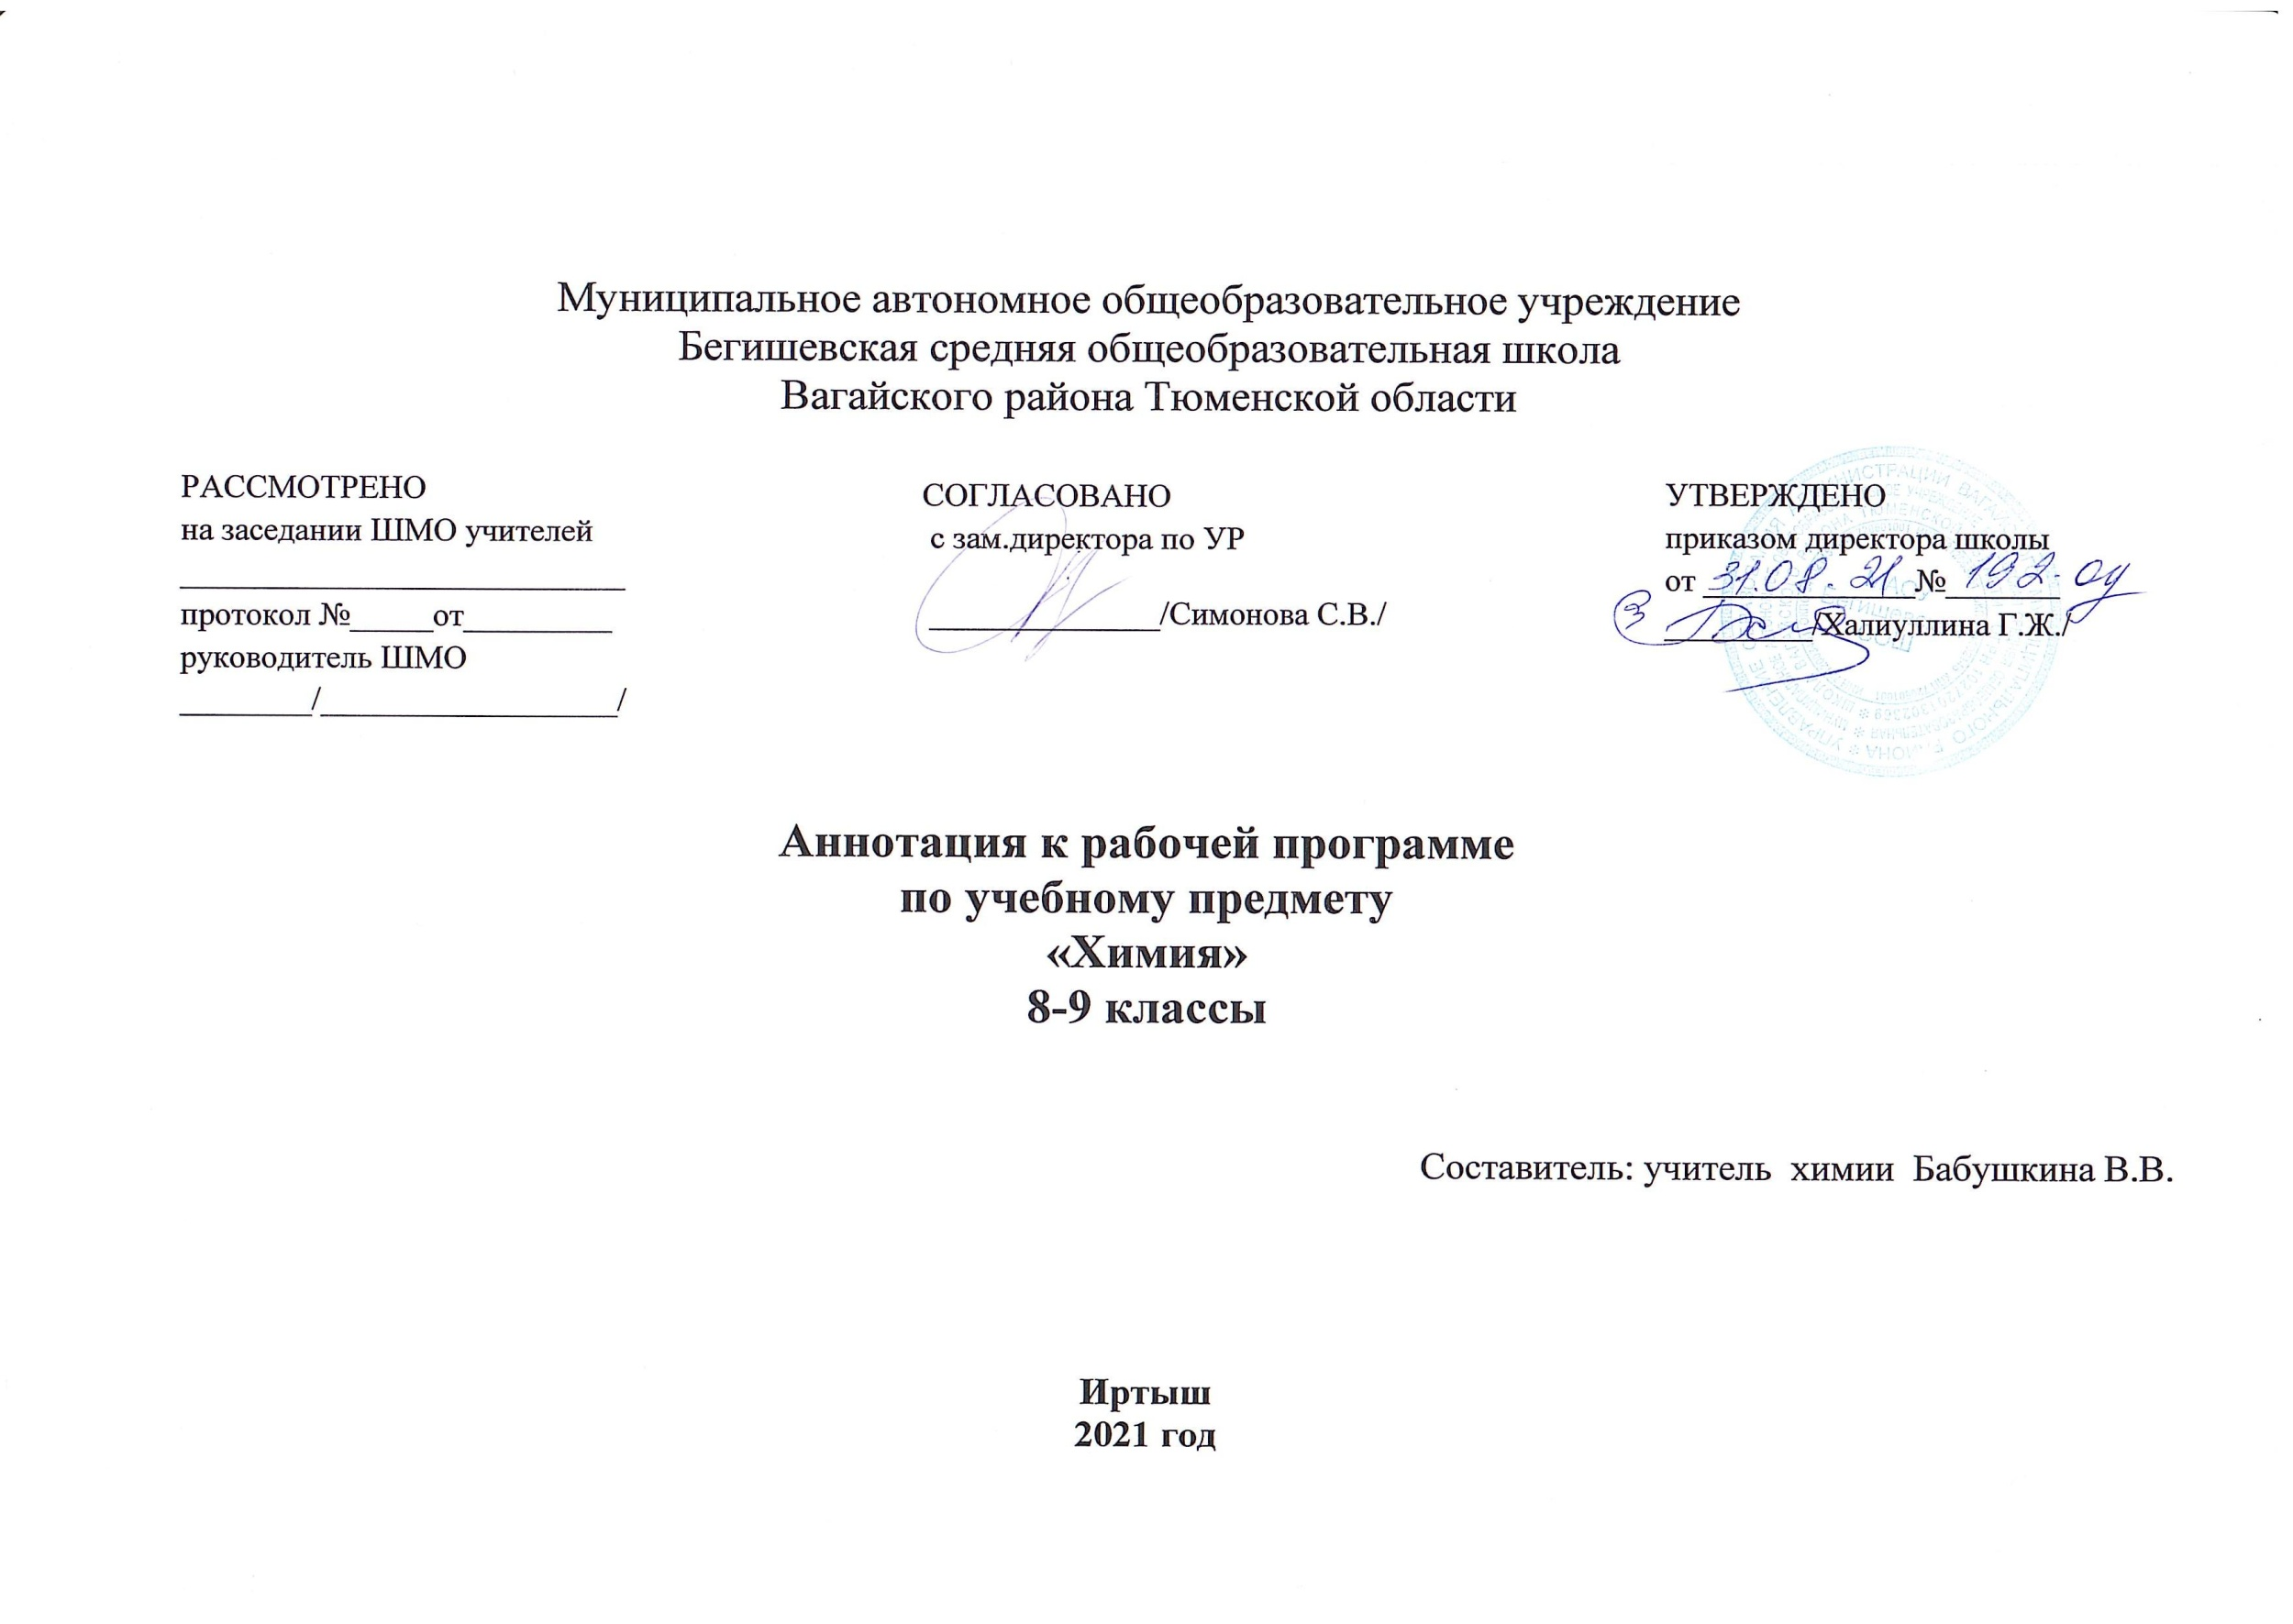 Муниципальное автономное общеобразовательное учреждение
Бегишевская средняя общеобразовательная школа
Вагайского района Тюменской области
РАССМОТРЕНО
на заседании ШМО учителей
___________________________
протокол №_____от_________
руководитель ШМО
________/__________________/
СОГЛАСОВАНО
с зам.директора по УР
______________/Симонова С.В./
УТВЕРЖДЕНО
приказом директора школы
от 31.08.21 № 192-оу
_________/Халиуллина Г.Ж./
Аннотация к рабочей программе
по учебному предмету
«Химия»
8-9 классы
Составитель: учитель химии Бабушкина В.В.
Иртыш
2021 год